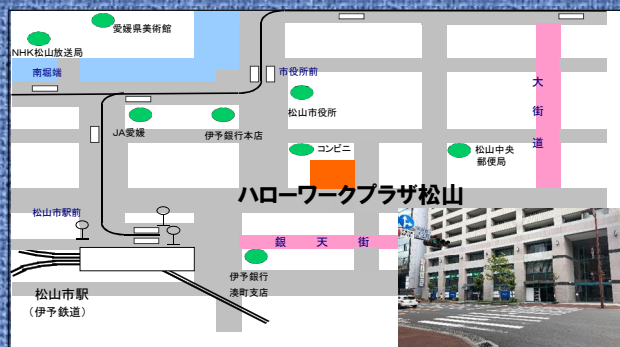 愛媛県美術館
NHK松山放送局
南堀端
市役所前
大街道
松山市役所
JA愛媛
伊予銀行本店
コンビニ
松山中央
郵便局
ハローワークプラザ松山
松山市駅前
銀天街
伊予銀行
湊町支店
松山市駅
（伊予鉄道）